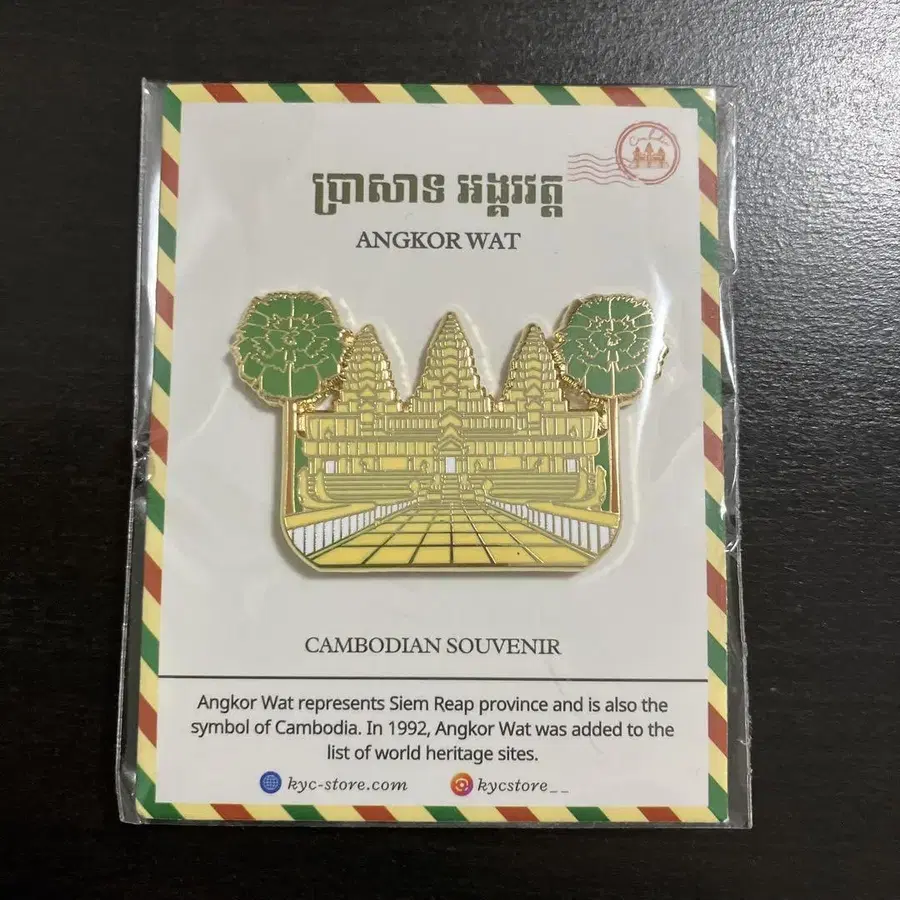 Cambodia
ប្រាសាទ អង្គរវត្ត
ANGKOR WAT
CAMBODIAN SOUVENIR
Angkor Wat represents Siem Reap province and is also the
symbol of Cambodia. In 1992, Angkor Wat was added to the
list of world heritage sites.
kyc-store.com kycstore__